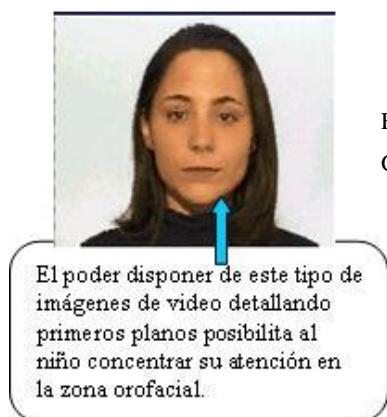 El poder disponer de este tipo de
imágenes de video detallando
primeros planos posibilita al
niño concentrar su atención en
la zona orofacial.